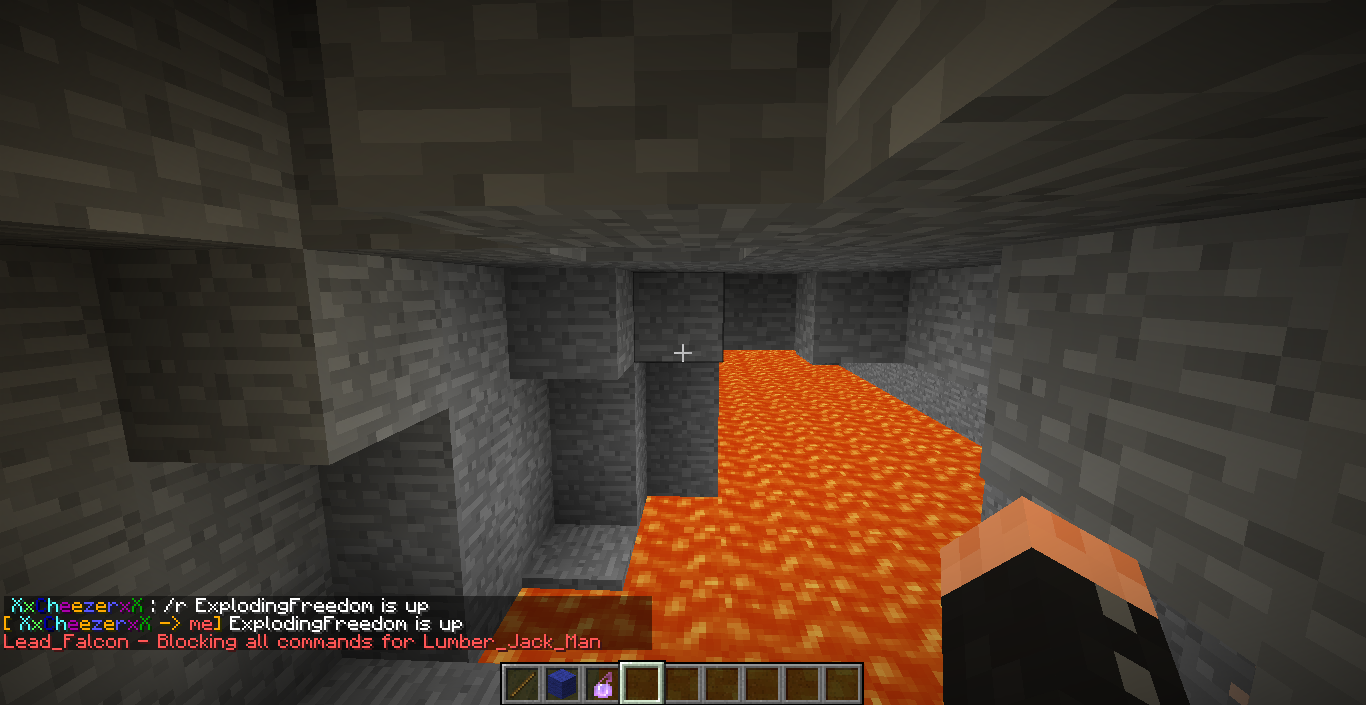 XxCheezerxX : /r ExplodingFreedom is up
[ XxCheezerxX -> me] ExplodingFreedom is up
Lead_Falcon - Blocking all commands for Lumber_Jack_Man